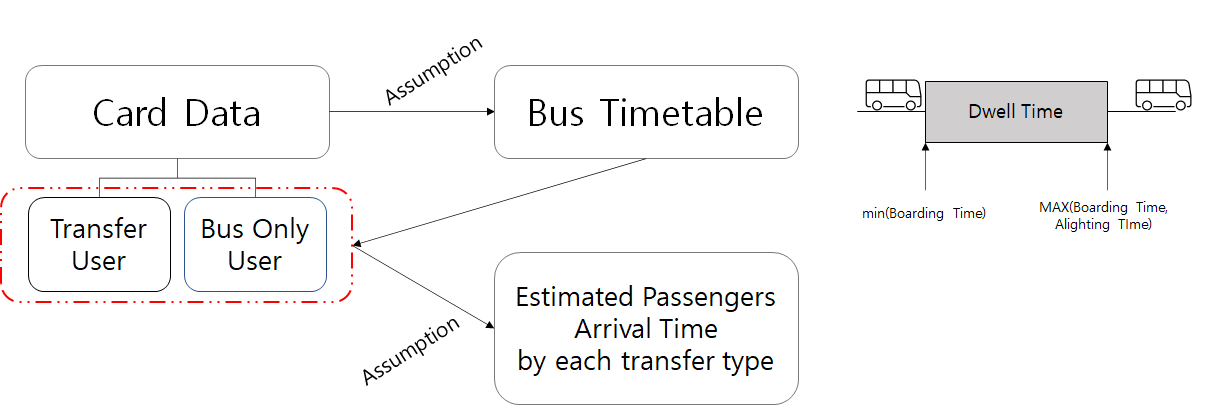 Card Data
Assumption
Bus Timetable
Transfer
User
Bus Only
User
Assumption
Estimated Passengers
Arrival Time
by each transfer type
Dwell Time
min(Boarding Time)
MAX(Boarding Time,
Alighting TIme)